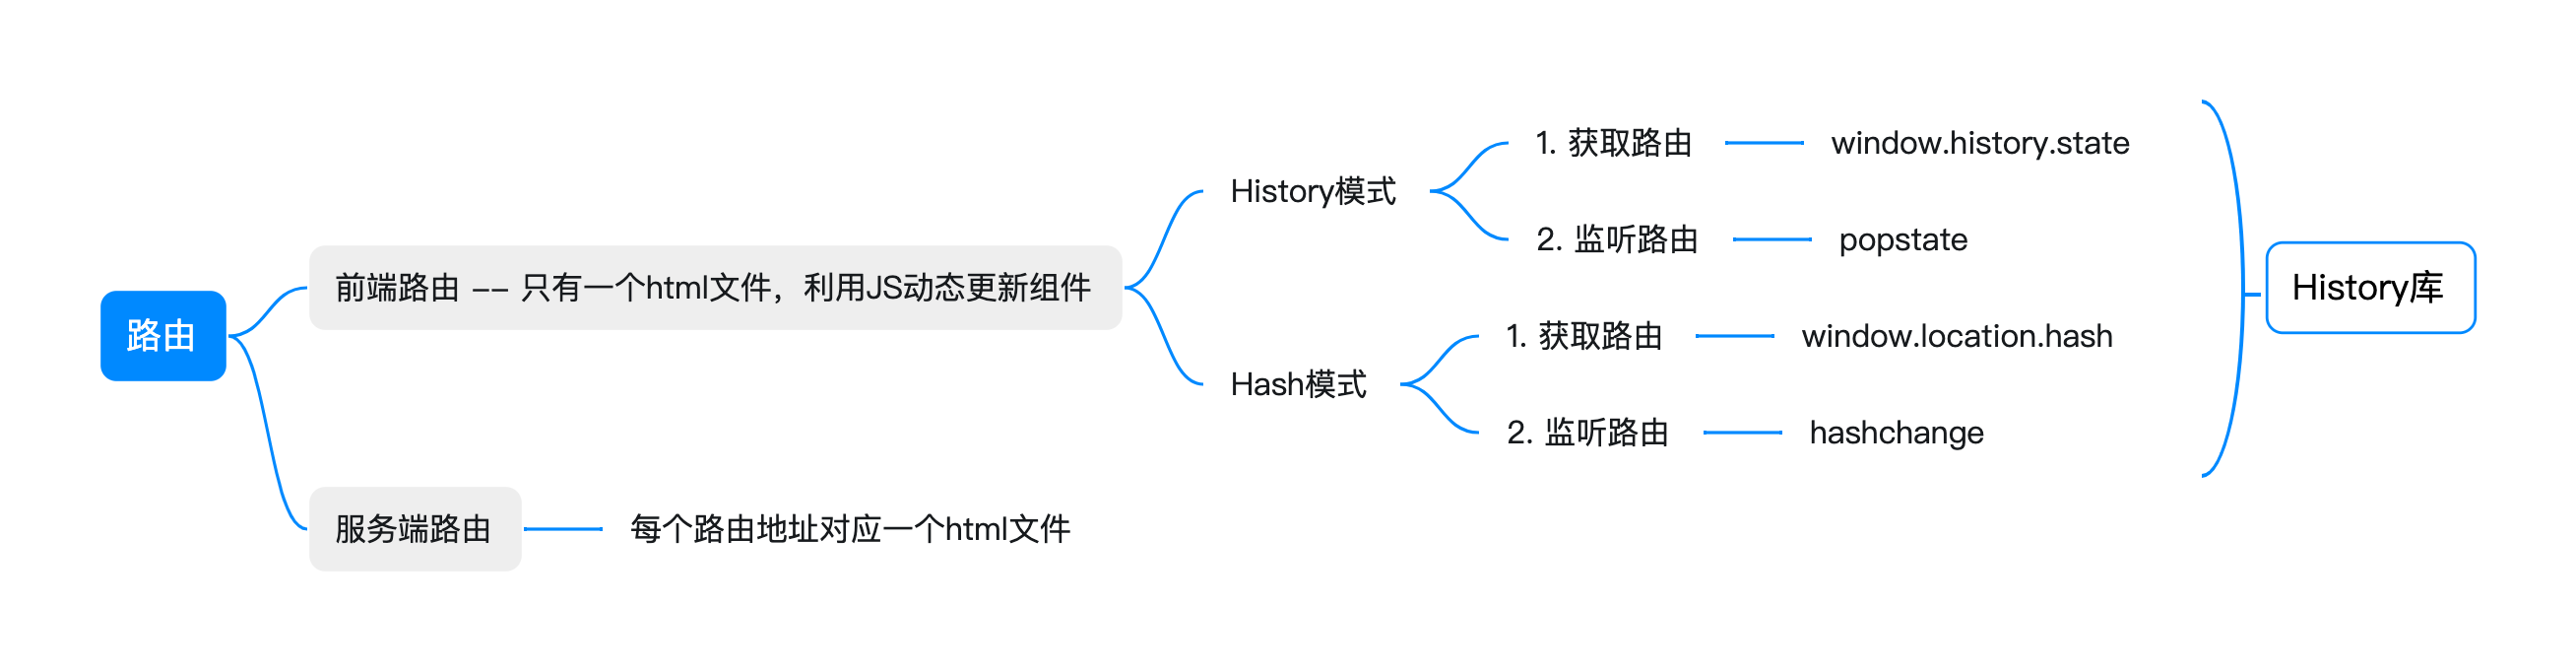 路由
前端路由 -- 只有一个html文件，利用JS动态更新组件
History模式
1. 获取路由
window.history.state
2. 监听路由
popstate
Hash模式
1. 获取路由
window.location.hash
2. 监听路由
hashchange
History库
服务端路由
每个路由地址对应一个html文件